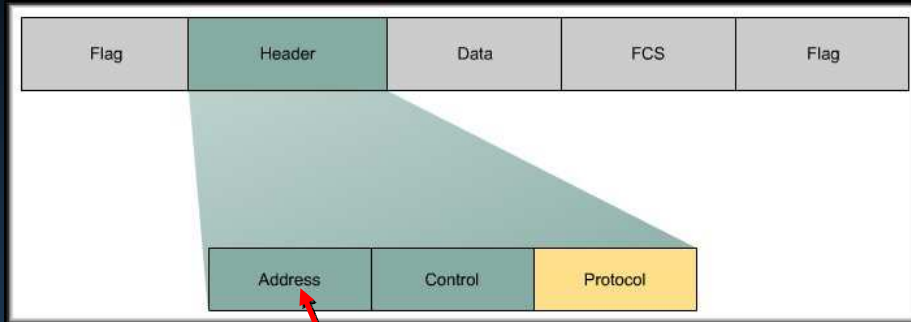 Flag Header Data FCS Flag
Address Control Protocol